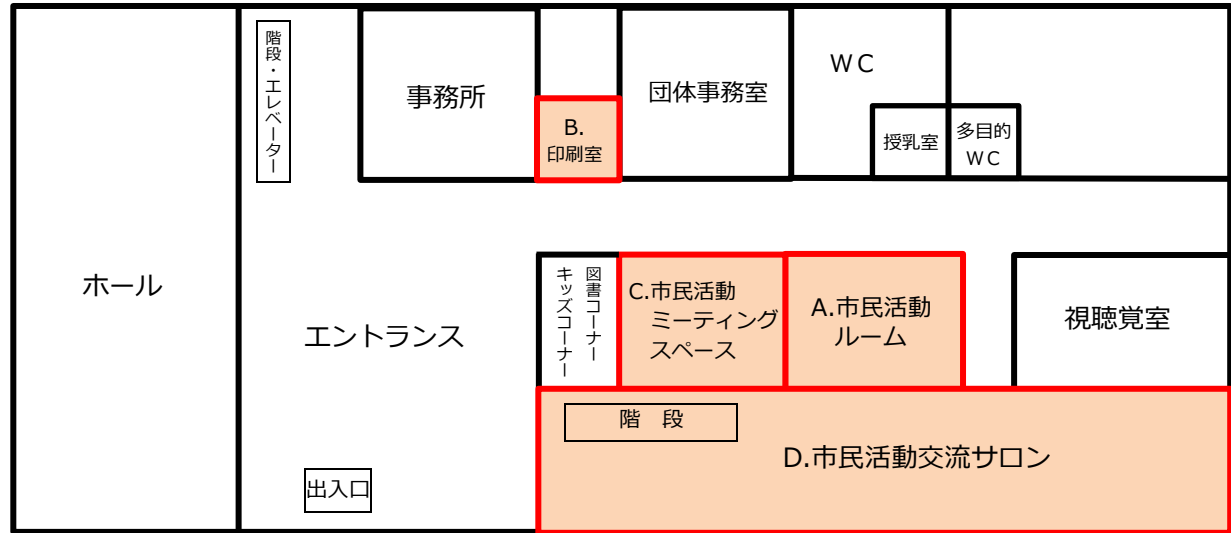 ホール
階段・エレベーター
事務所
B.
印刷室
団体事務室
ＷＣ
授乳室
多目的
ＷＣ
エントランス
出入口
図書コーナー
キッズコーナー
C.市民活動
ミーティング
スペース
A.市民活動
ルーム
視聴覚室
階　段
D.市民活動交流サロン